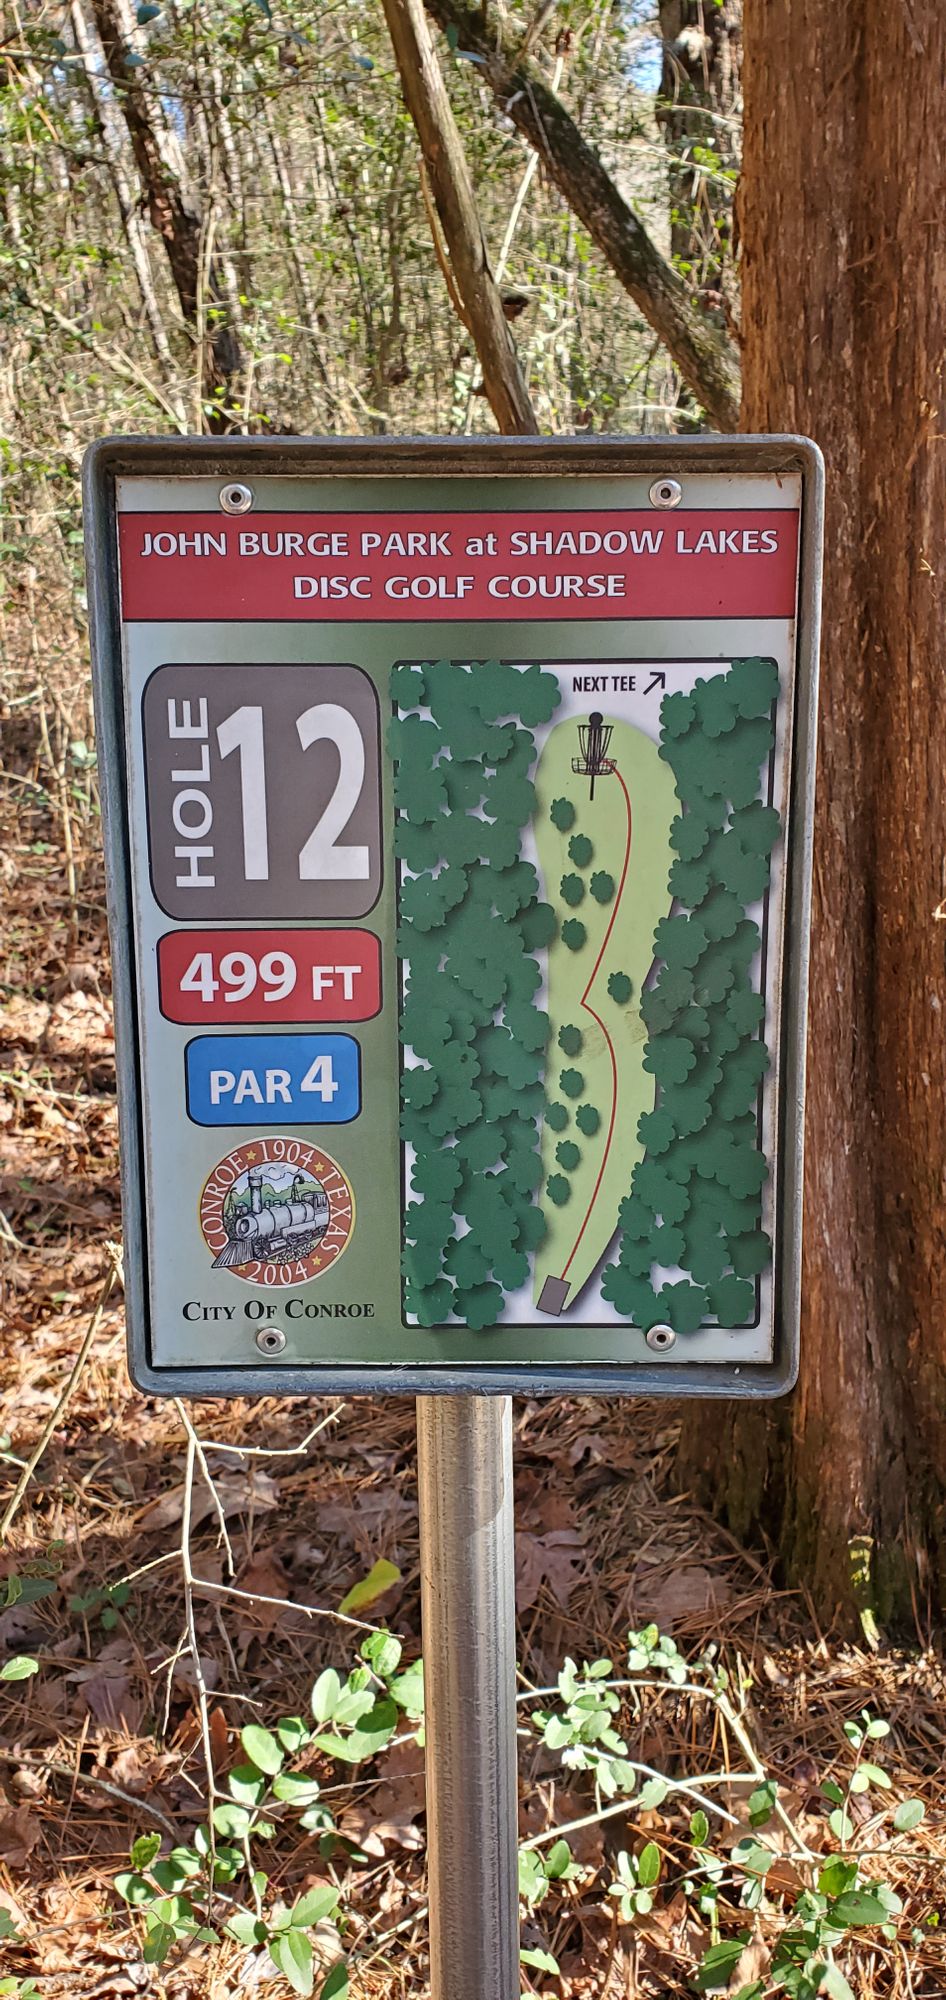 JOHN BURGE PARK at SHADOW LAKES
DISC GOLF COURSE
HOLE 12
499 FT
PAR 4
CONROE ★ 1904 ★ TEXAS
★ 2004 ★
CITY OF CONROE
NEXT TEE ↗